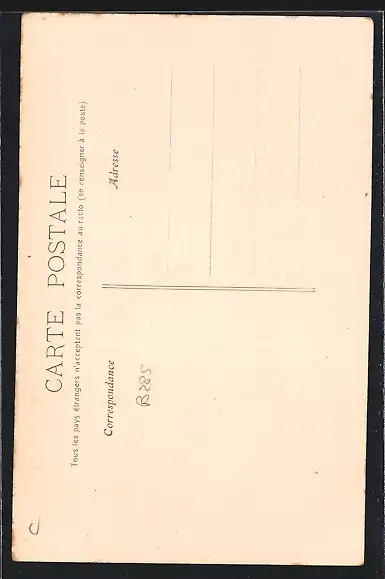 CARTE POSTALE
Tous les pays étrangers n'acceptent pas la correspondance au recto (se renseigner à la poste)
Correspondance
Adresse
B285
C